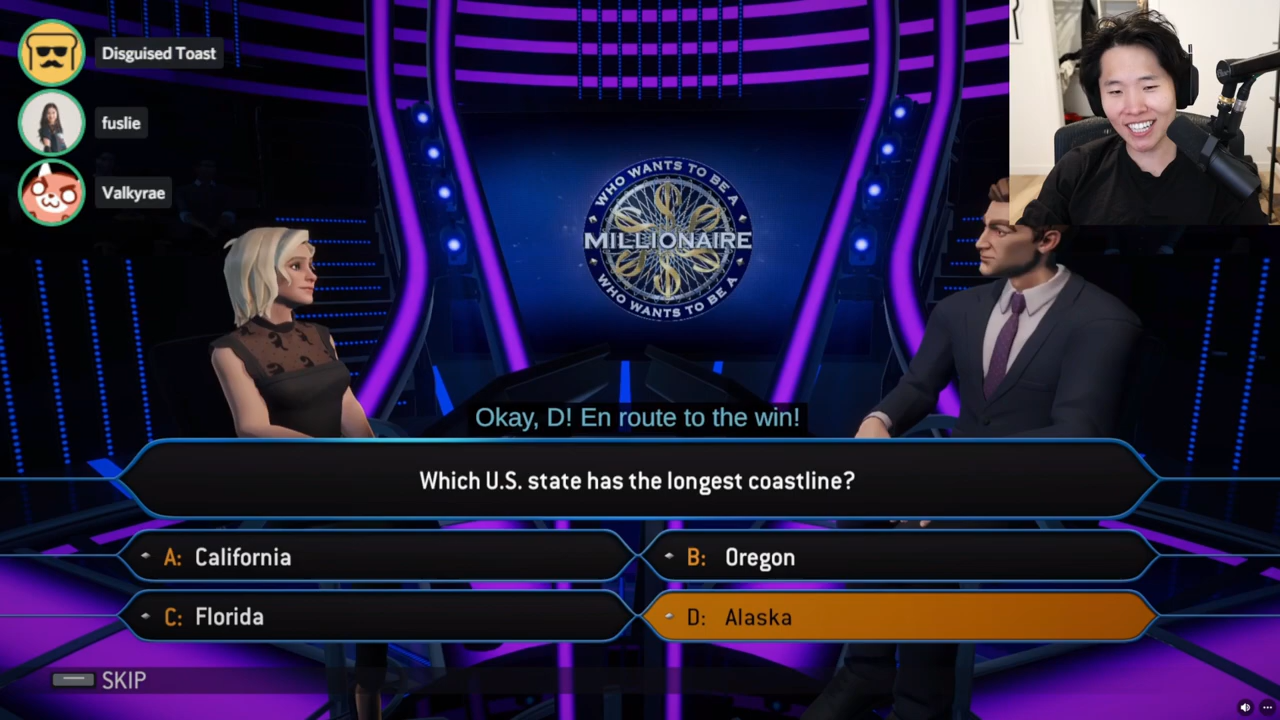 Disguised Toast
fuslie
Valkyrae
WHO WANTS TO BE A
MILLIONAIRE
WHO WANTS TO BE A
Okay, D! En route to the win!
Which U.S. state has the longest coastline?
A: California
B: Oregon
C: Florida
D: Alaska
SKIP